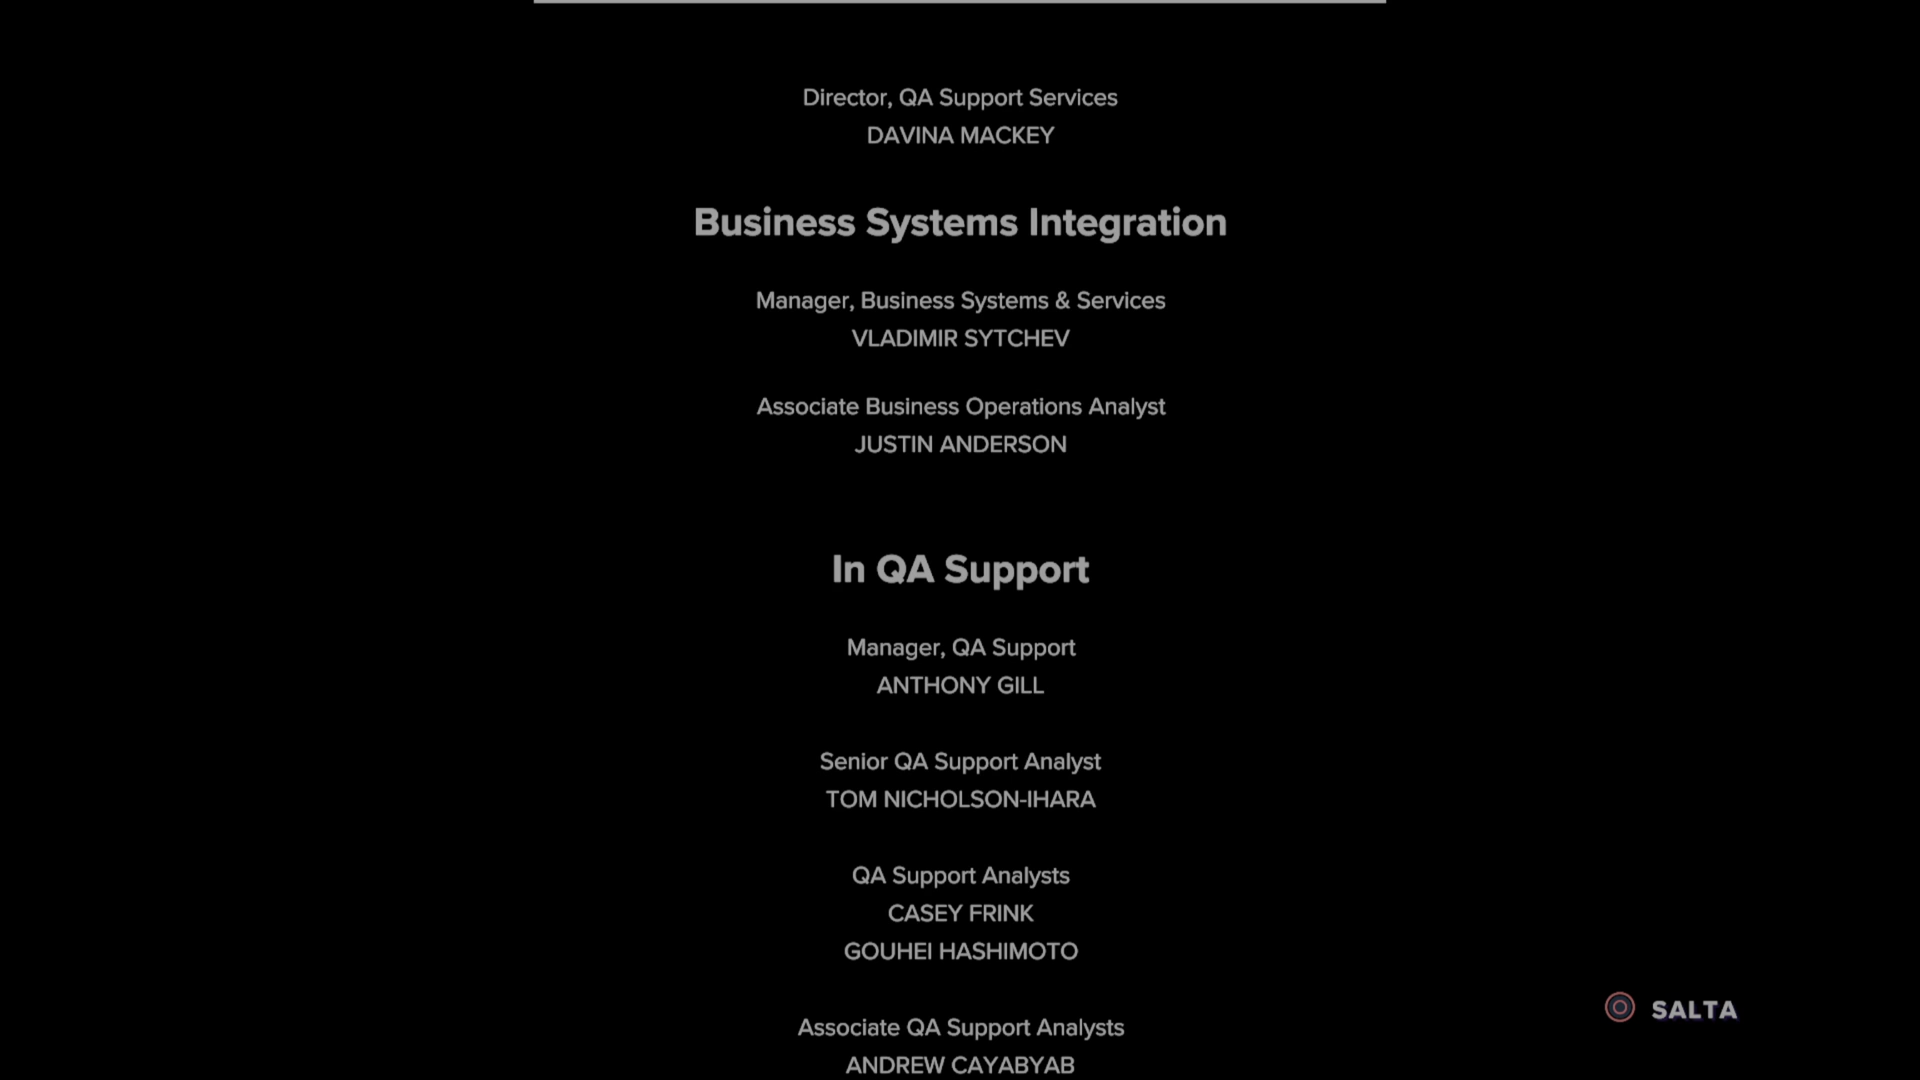 Director, QA Support Services
DAVINA MACKEY
Business Systems Integration
Manager, Business Systems & Services
VLADIMIR SYTCHEV
Associate Business Operations Analyst
JUSTIN ANDERSON
In QA Support
Manager, QA Support
ANTHONY GILL
Senior QA Support Analyst
TOM NICHOLSON-IHARA
QA Support Analysts
CASEY FRINK
GOUHEI HASHIMOTO
SALTA
Associate QA Support Analysts
ANDREW CAYABYAB